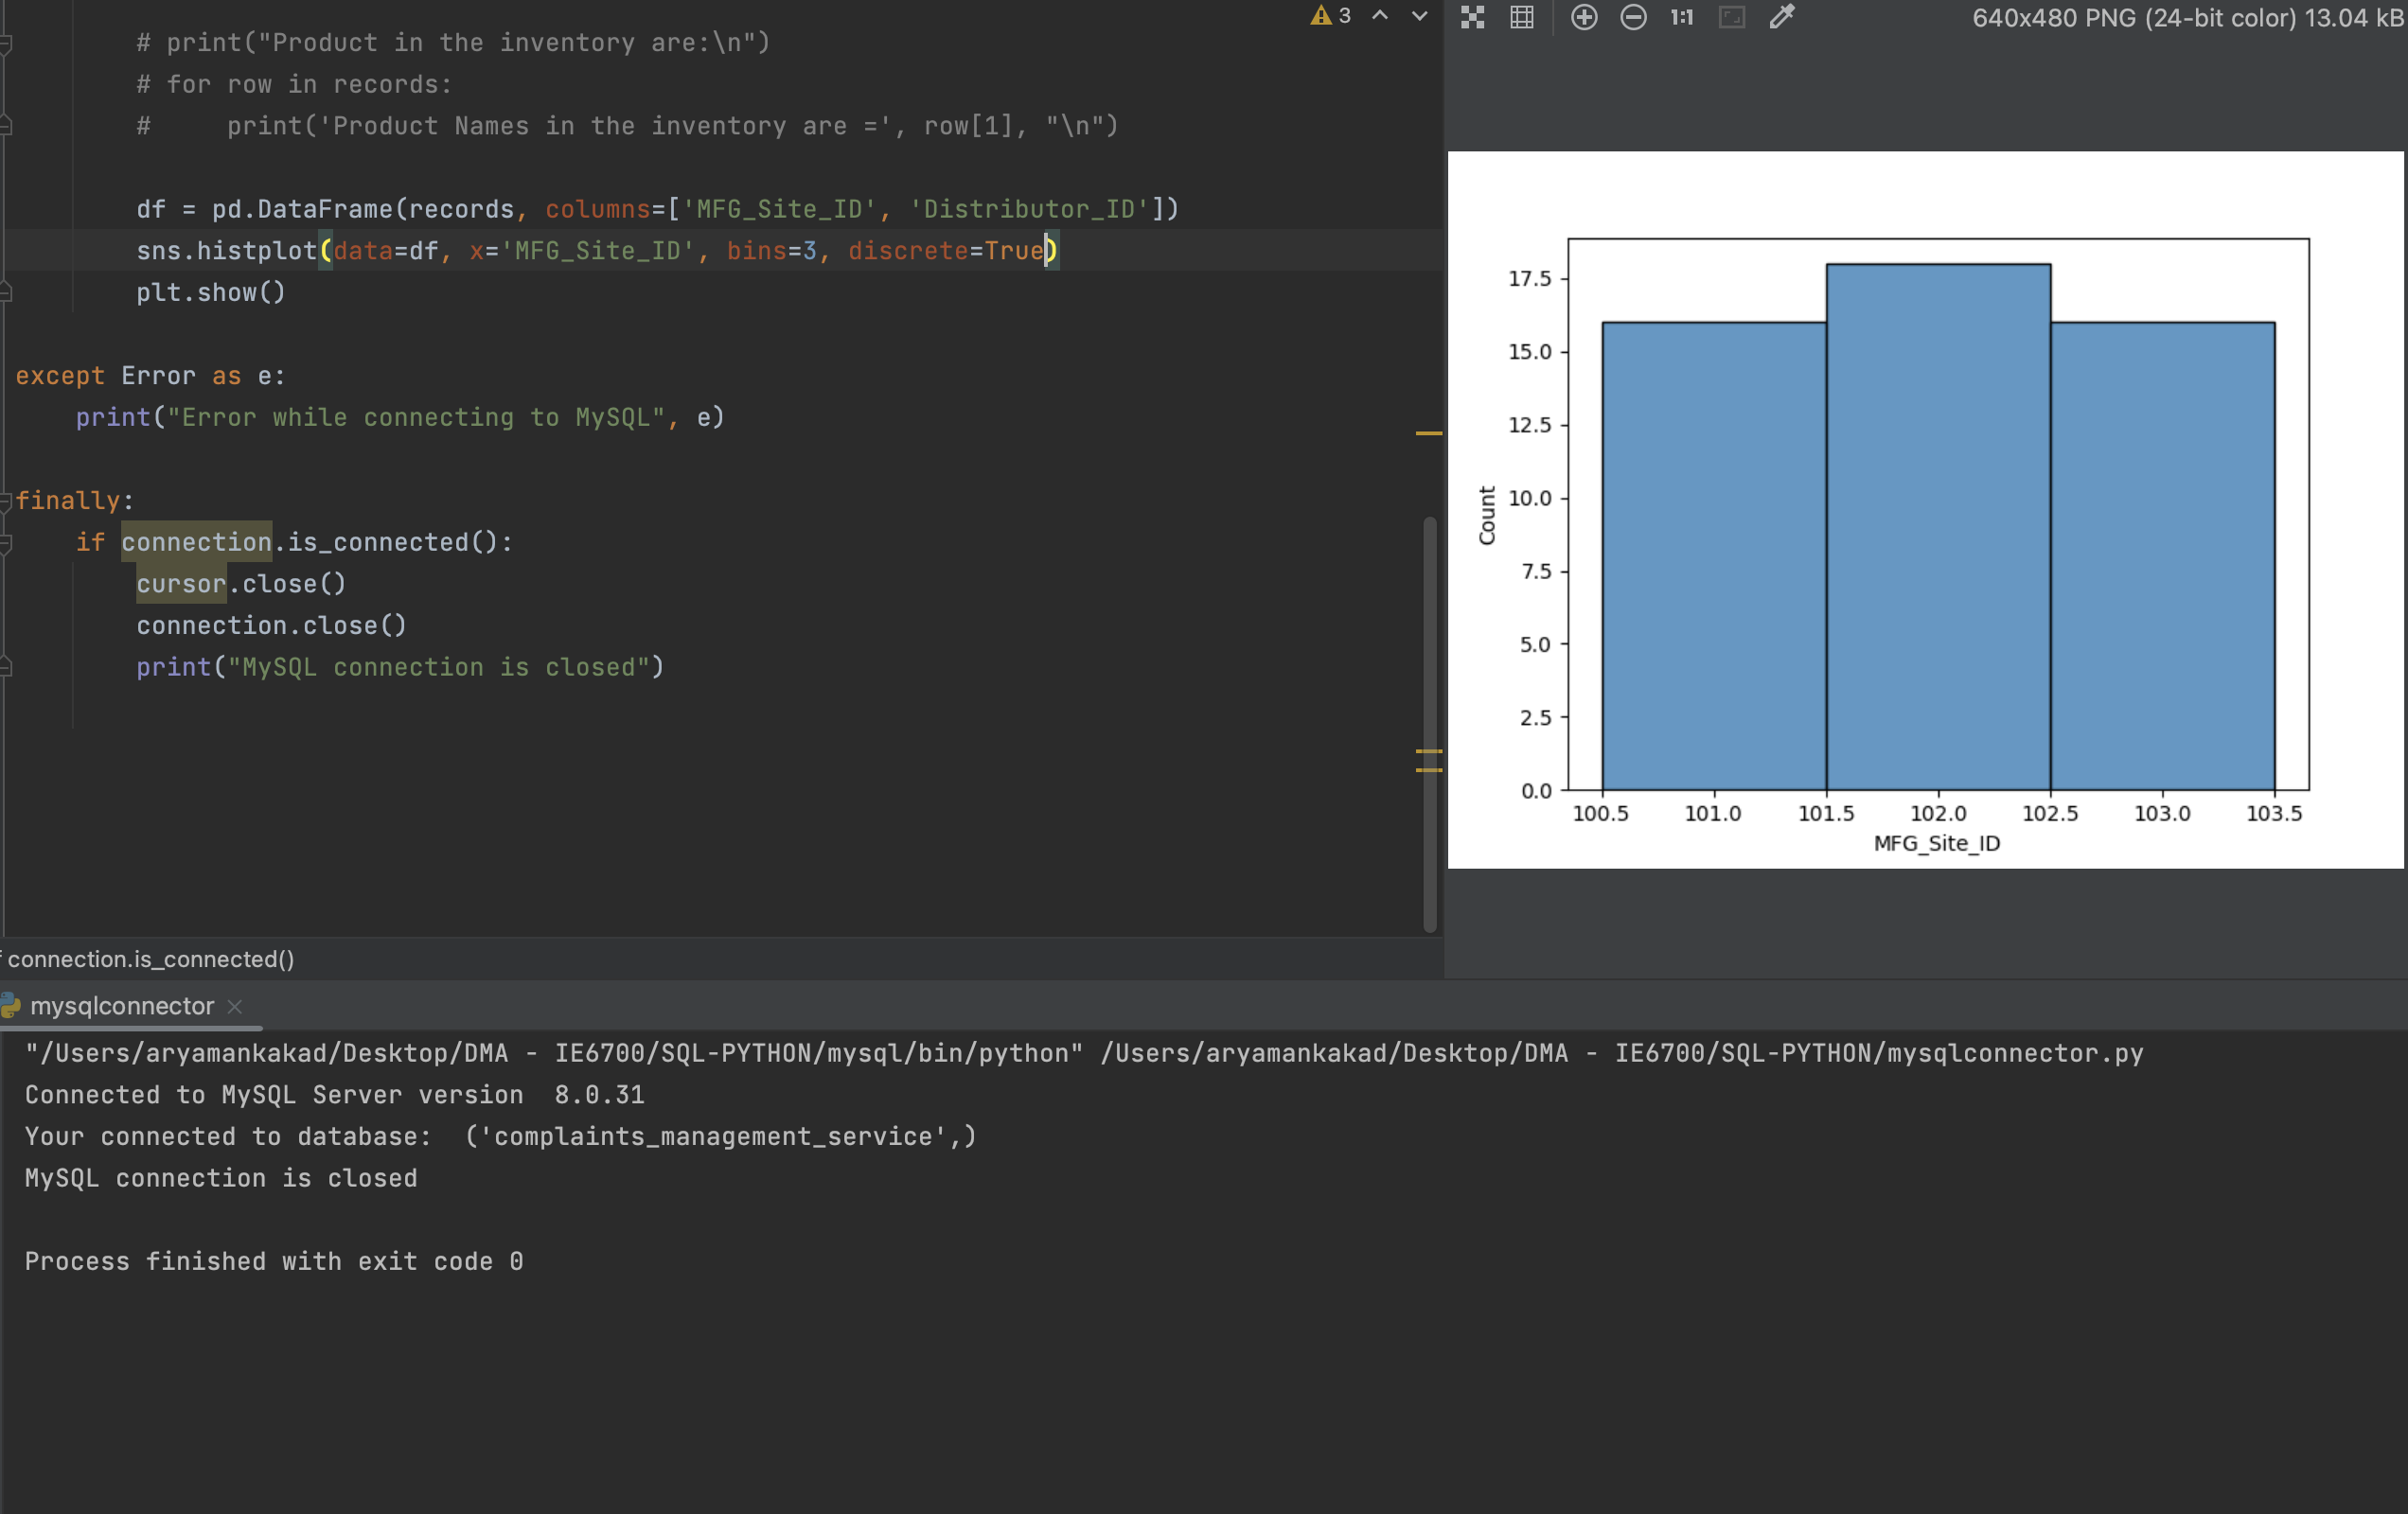 # print("Product in the inventory are:\n")
# for row in records:
#     print('Product Names in the inventory are =', row[1], "\n")
df = pd.DataFrame(records, columns=['MFG_Site_ID', 'Distributor_ID'])
sns.histplot(data=df, x='MFG_Site_ID', bins=3, discrete=True)
plt.show()
except Error as e:
    print("Error while connecting to MySQL", e)
finally:
    if connection.is_connected():
        cursor.close()
        connection.close()
        print("MySQL connection is closed")
3
1:1
640x480 PNG (24-bit color) 13.04 kB
17.5
15.0
12.5
10.0
7.5
5.0
2.5
0.0
Count
100.5 101.0 101.5 102.0 102.5 103.0 103.5
MFG_Site_ID
connection.is_connected()
mysqlconnector
"/Users/aryamankakad/Desktop/DMA - IE6700/SQL-PYTHON/mysql/bin/python" /Users/aryamankakad/Desktop/DMA - IE6700/SQL-PYTHON/mysqlconnector.py
Connected to MySQL Server version  8.0.31
Your connected to database:  ('complaints_management_service',)
MySQL connection is closed
Process finished with exit code 0